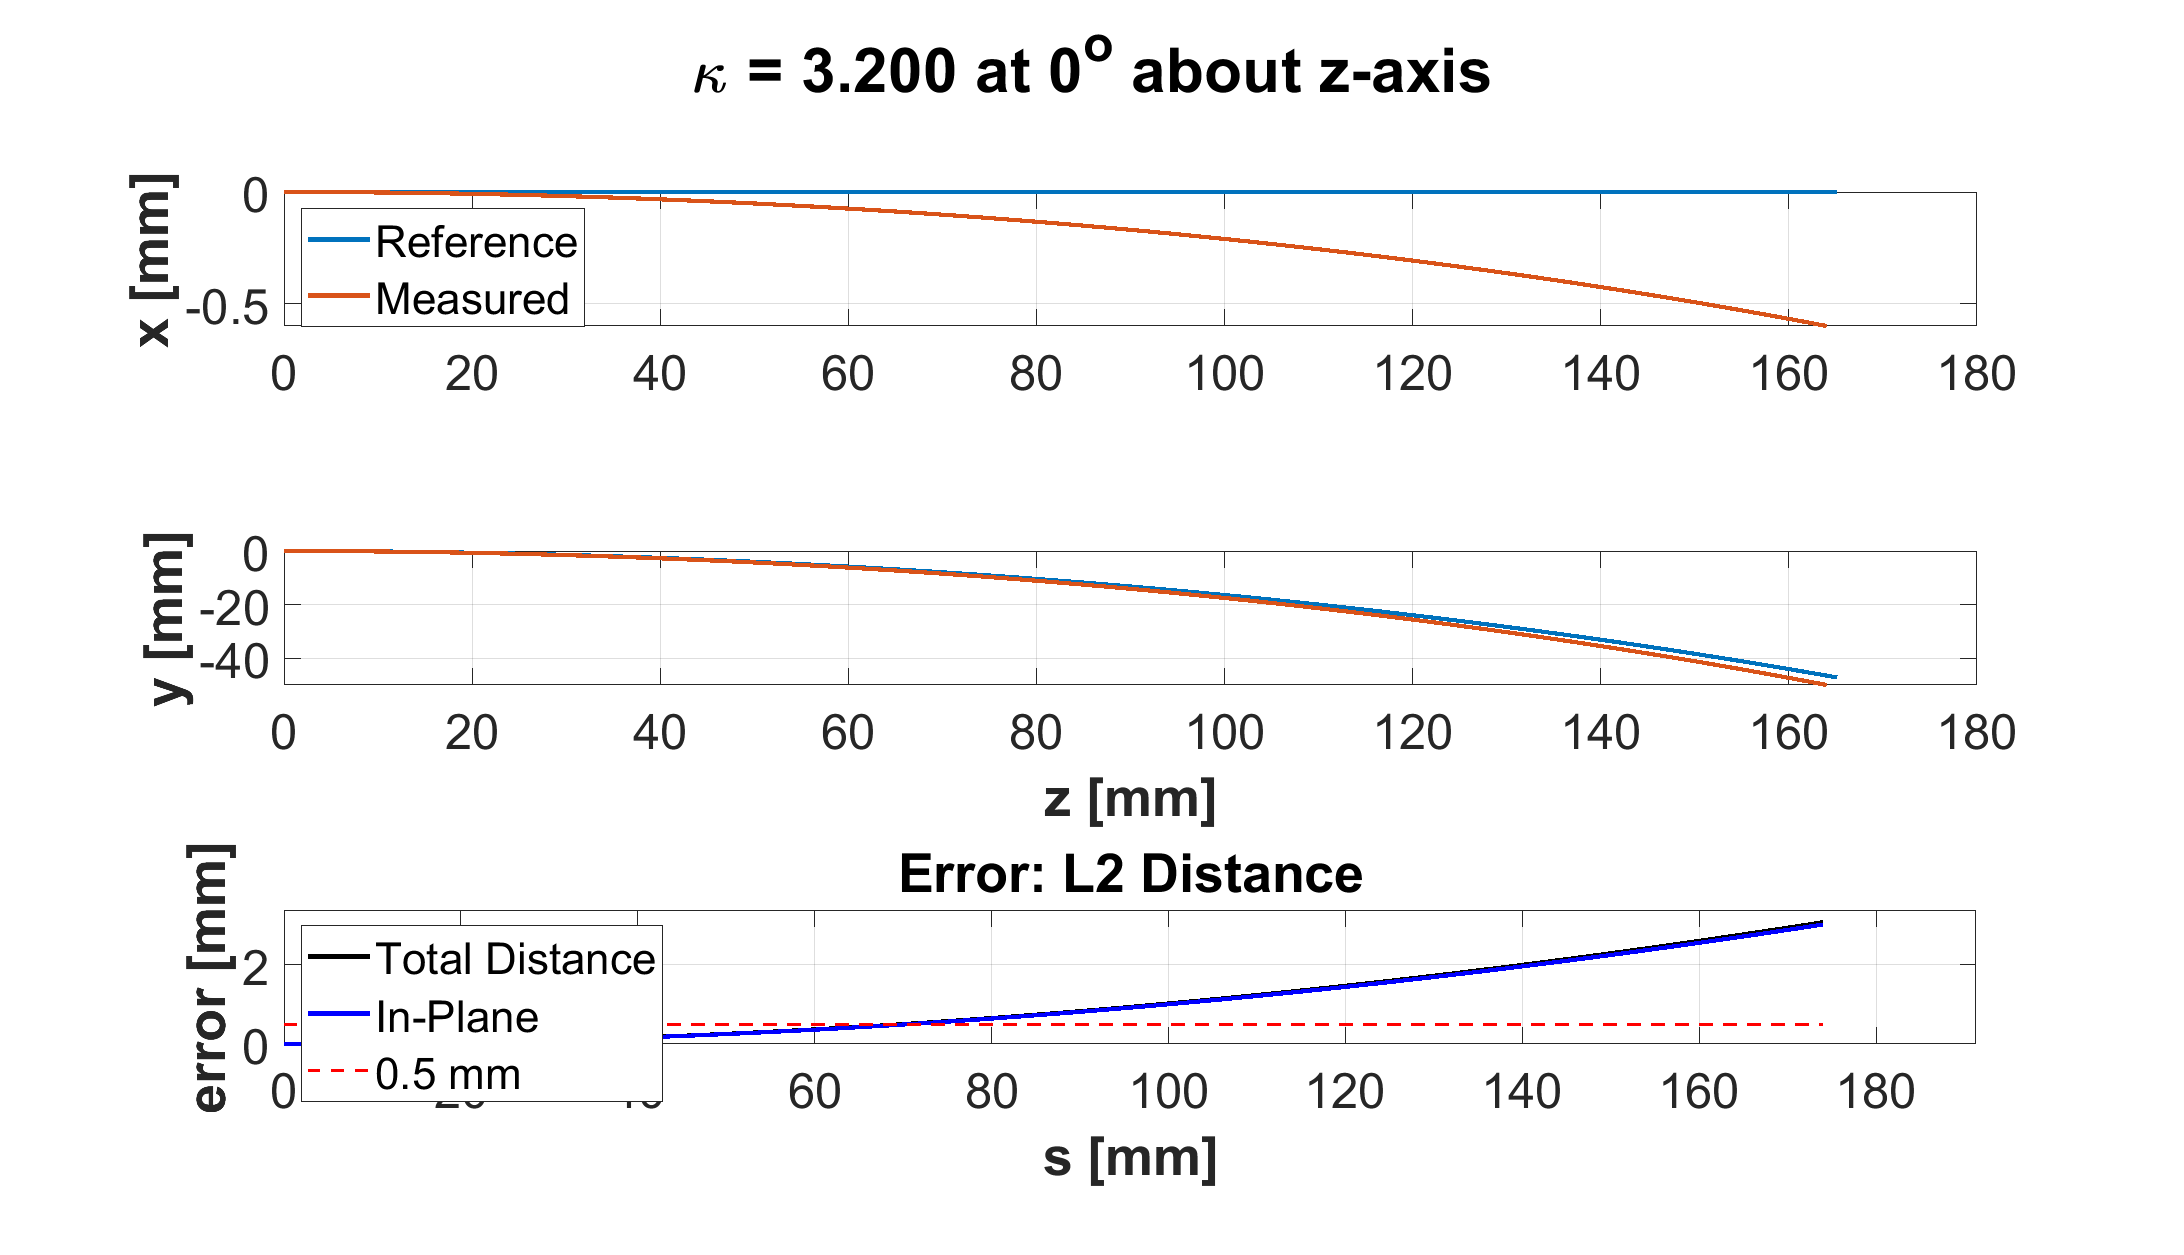 κ = 3.200 at 0° about z-axis
x [mm]
0
-0.5
Reference
Measured
0 20 40 60 80 100 120 140 160 180
y [mm]
0
-20
-40
0 20 40 60 80 100 120 140 160 180
z [mm]
Error: L2 Distance
error [mm]
2
0
Total Distance
In-Plane
0.5 mm
0 20 40 60 80 100 120 140 160 180
s [mm]